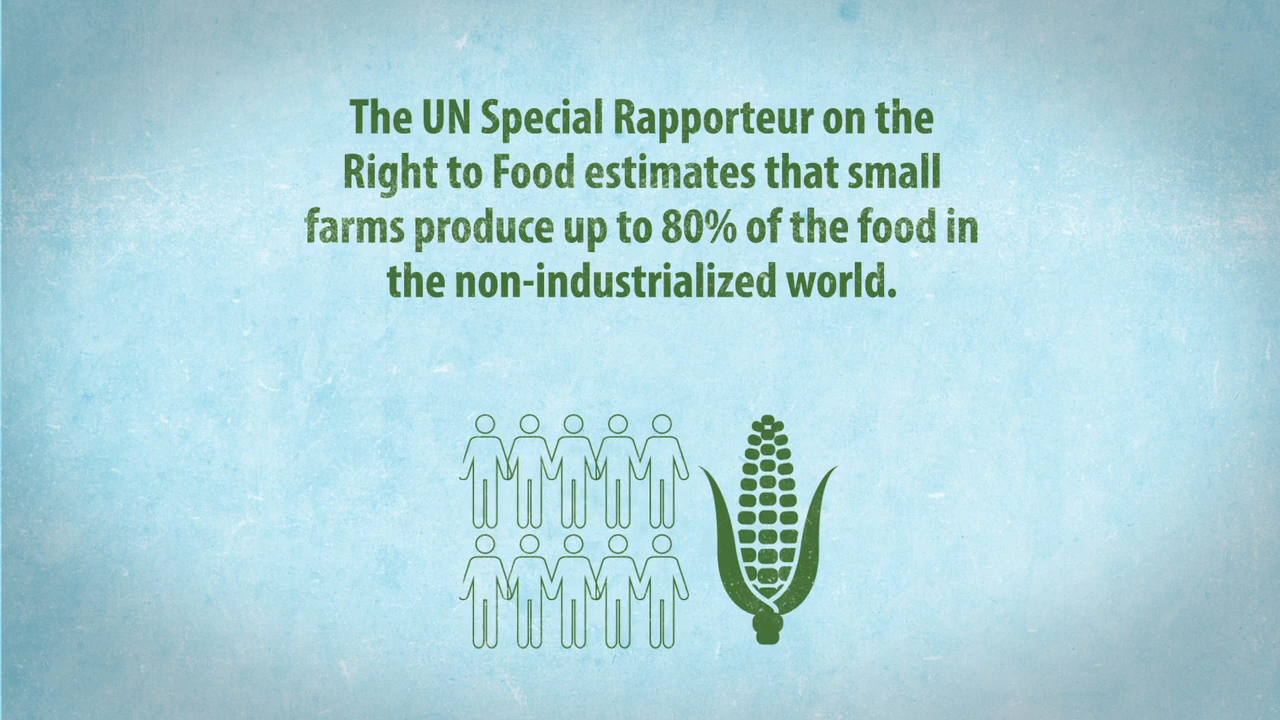 The UN Special Rapporteur on the
Right to Food estimates that small
farms produce up to 80% of the food in
the non-industrialized world.